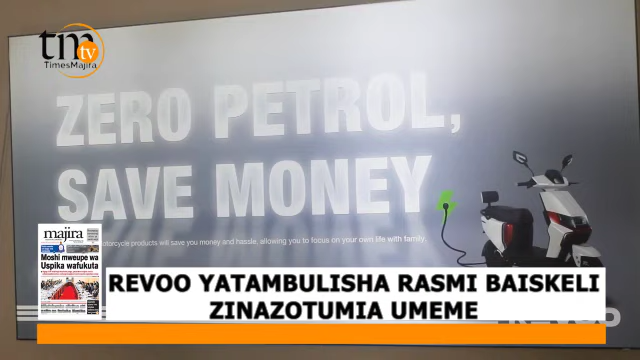 tm
tv
TimesMajira
ZERO PETROL,
SAVE MONEY
motorcycle products will save you money and hassle, allowing you to focus on your own life with family,
majira
Moshi mweupe wa
Uspika wafukuta
REVOO YATAMBULISHA RASMI BAISKELI
ZINAZOTUMIA UMEME